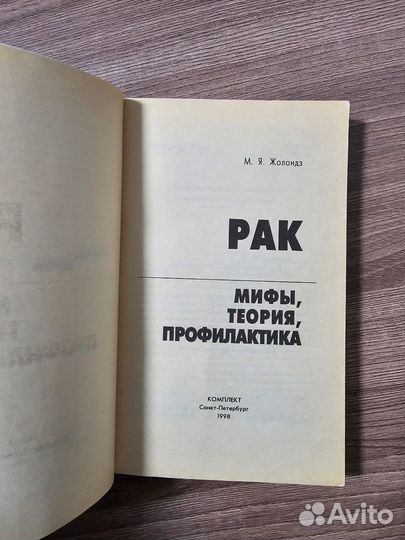 М. Я. Жолондз
РАК
МИФЫ,
ТЕОРИЯ,
ПРОФИЛАКТИКА
КОМПЛЕКТ
Санкт-Петербург
1998
Avito